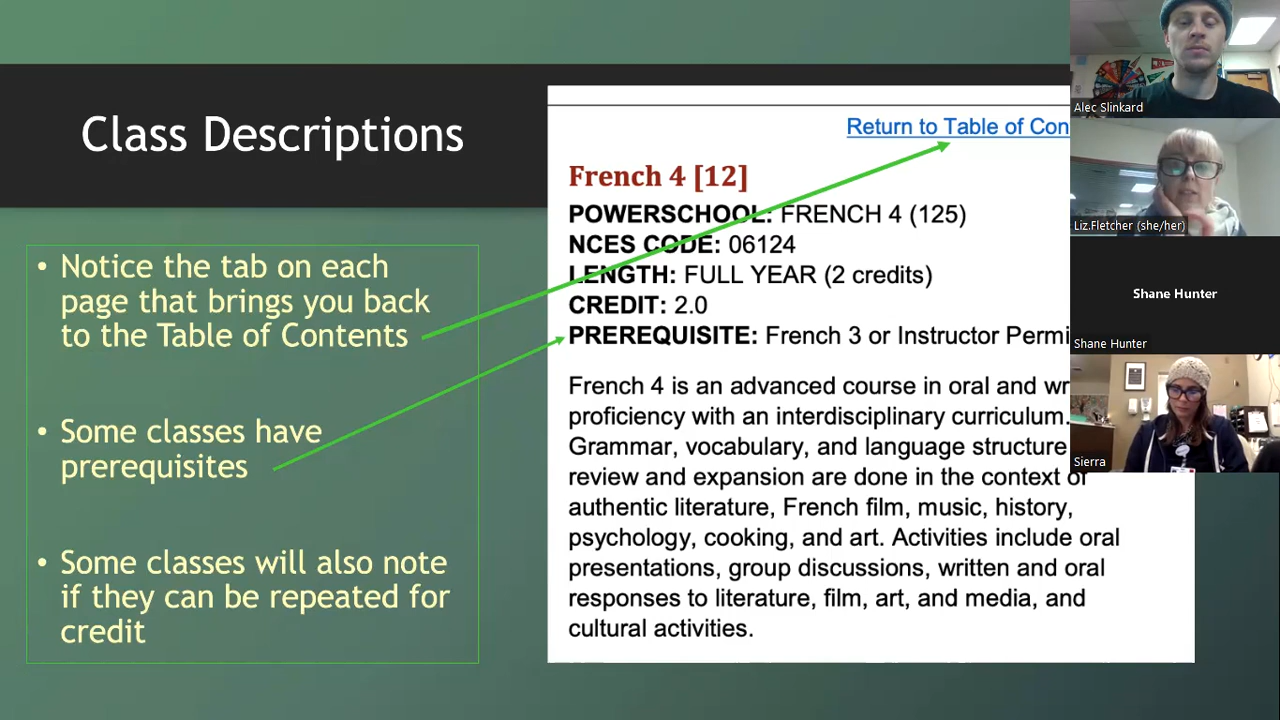 Class Descriptions
• Notice the tab on each
page that brings you back
to the Table of Contents
• Some classes have
prerequisites
• Some classes will also note
if they can be repeated for
credit
Return to Table of Con
French 4 [12]
POWERSCHOOL: FRENCH 4 (125)
NCES CODE: 06124
LENGTH: FULL YEAR (2 credits)
CREDIT: 2.0
PREREQUISITE: French 3 or Instructor Permi
French 4 is an advanced course in oral and wr
proficiency with an interdisciplinary curriculum.
Grammar, vocabulary, and language structure
review and expansion are done in the context of
authentic literature, French film, music, history,
psychology, cooking, and art. Activities include oral
presentations, group discussions, written and oral
responses to literature, film, art, and media, and
cultural activities.
Alec Slinkard
Liz.Fletcher (she/her)
Shane Hunter
Shane Hunter
Sierra